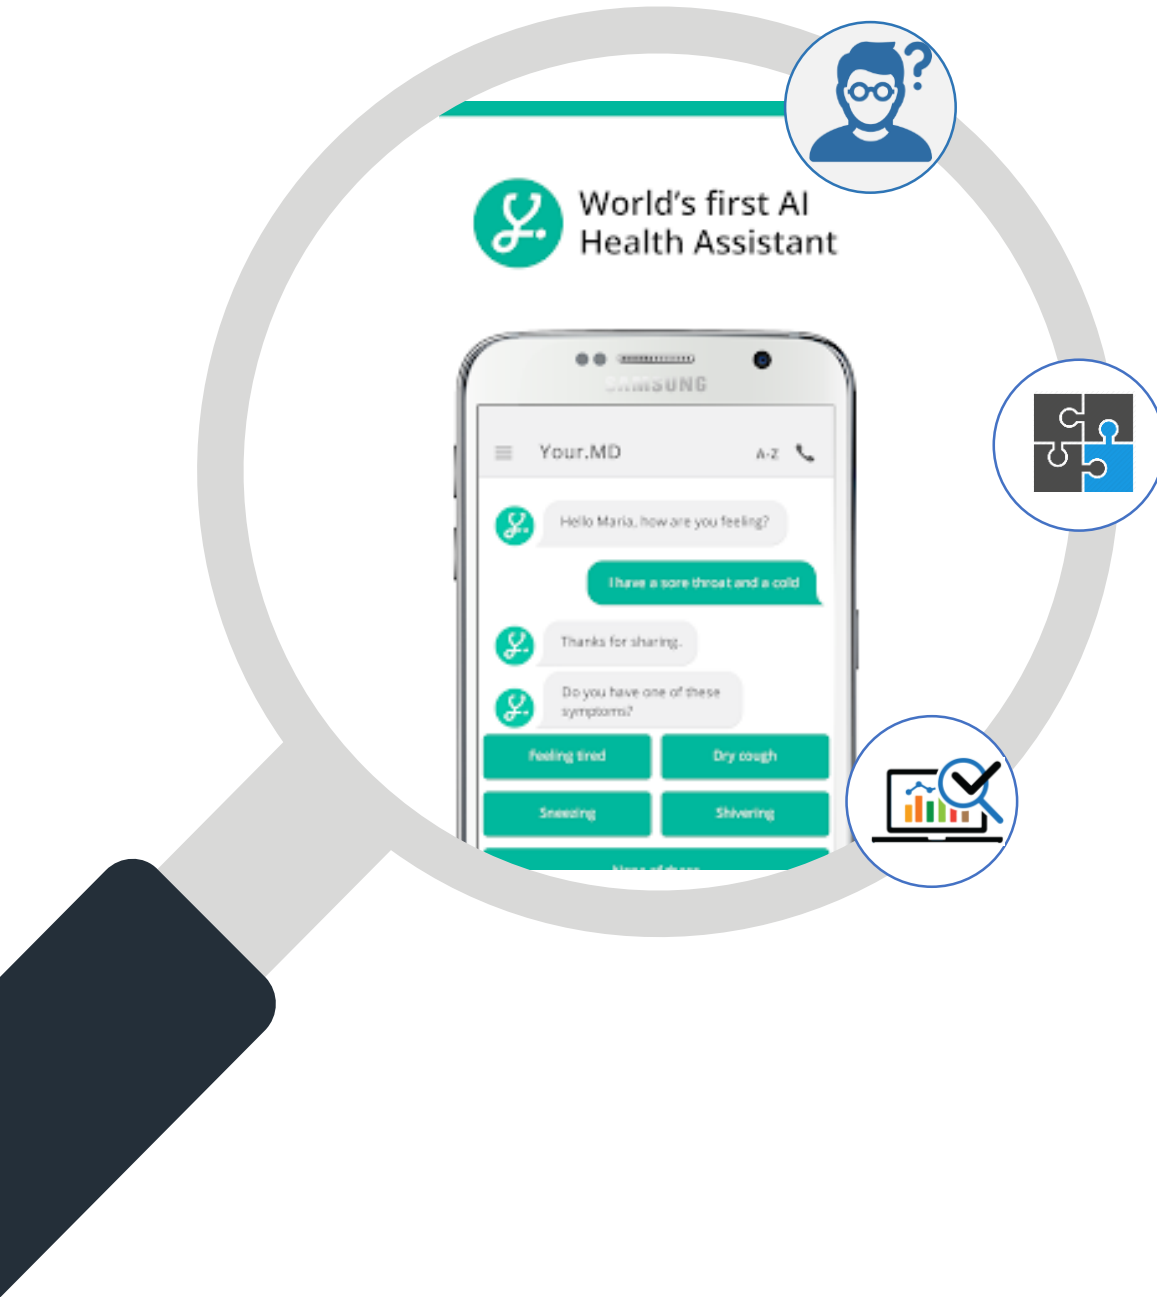 World's first AI
Health Assistant
SAMSUNG
Your.MD
A-Z
Hello Maria, how are you feeling?
I have a sore throat and a cold
Thanks for sharing.
Do you have one of these
symptoms?
Feeling tired
Dry cough
Sneezing
Shivering